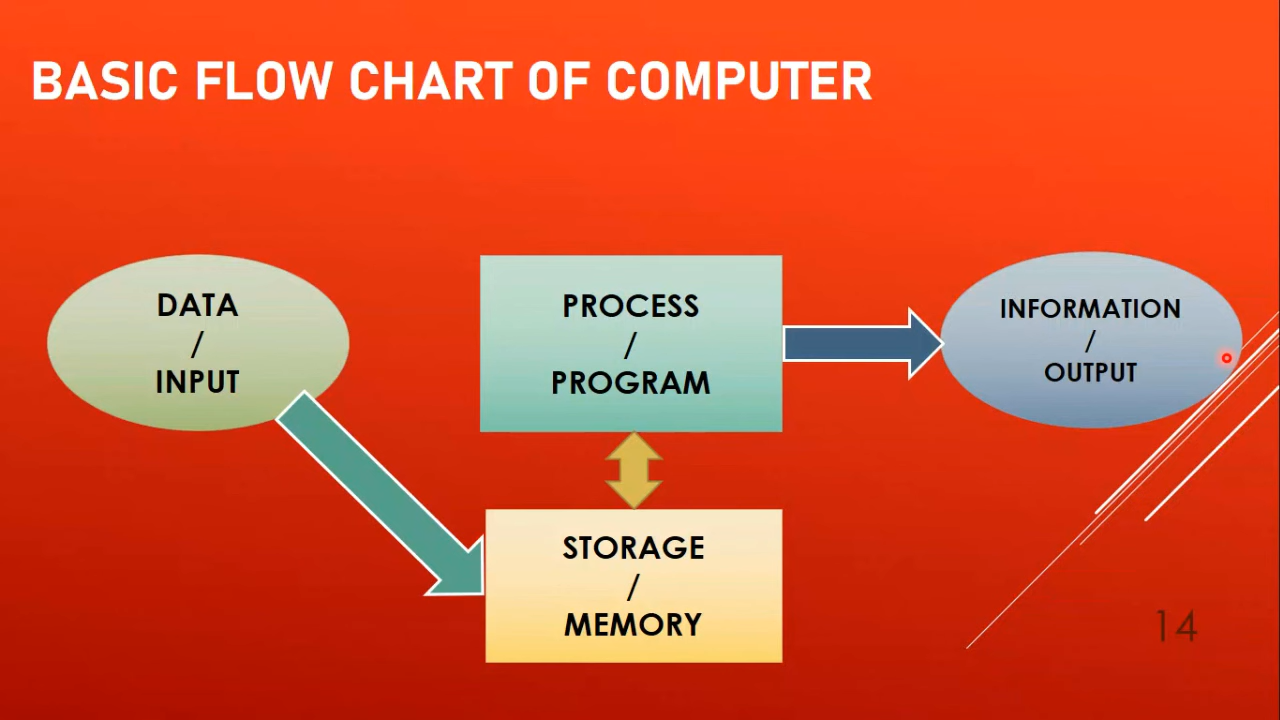 BASIC FLOW CHART OF COMPUTER
DATA
/
INPUT
PROCESS
/
PROGRAM
INFORMATION
/
OUTPUT
STORAGE
/
MEMORY
14